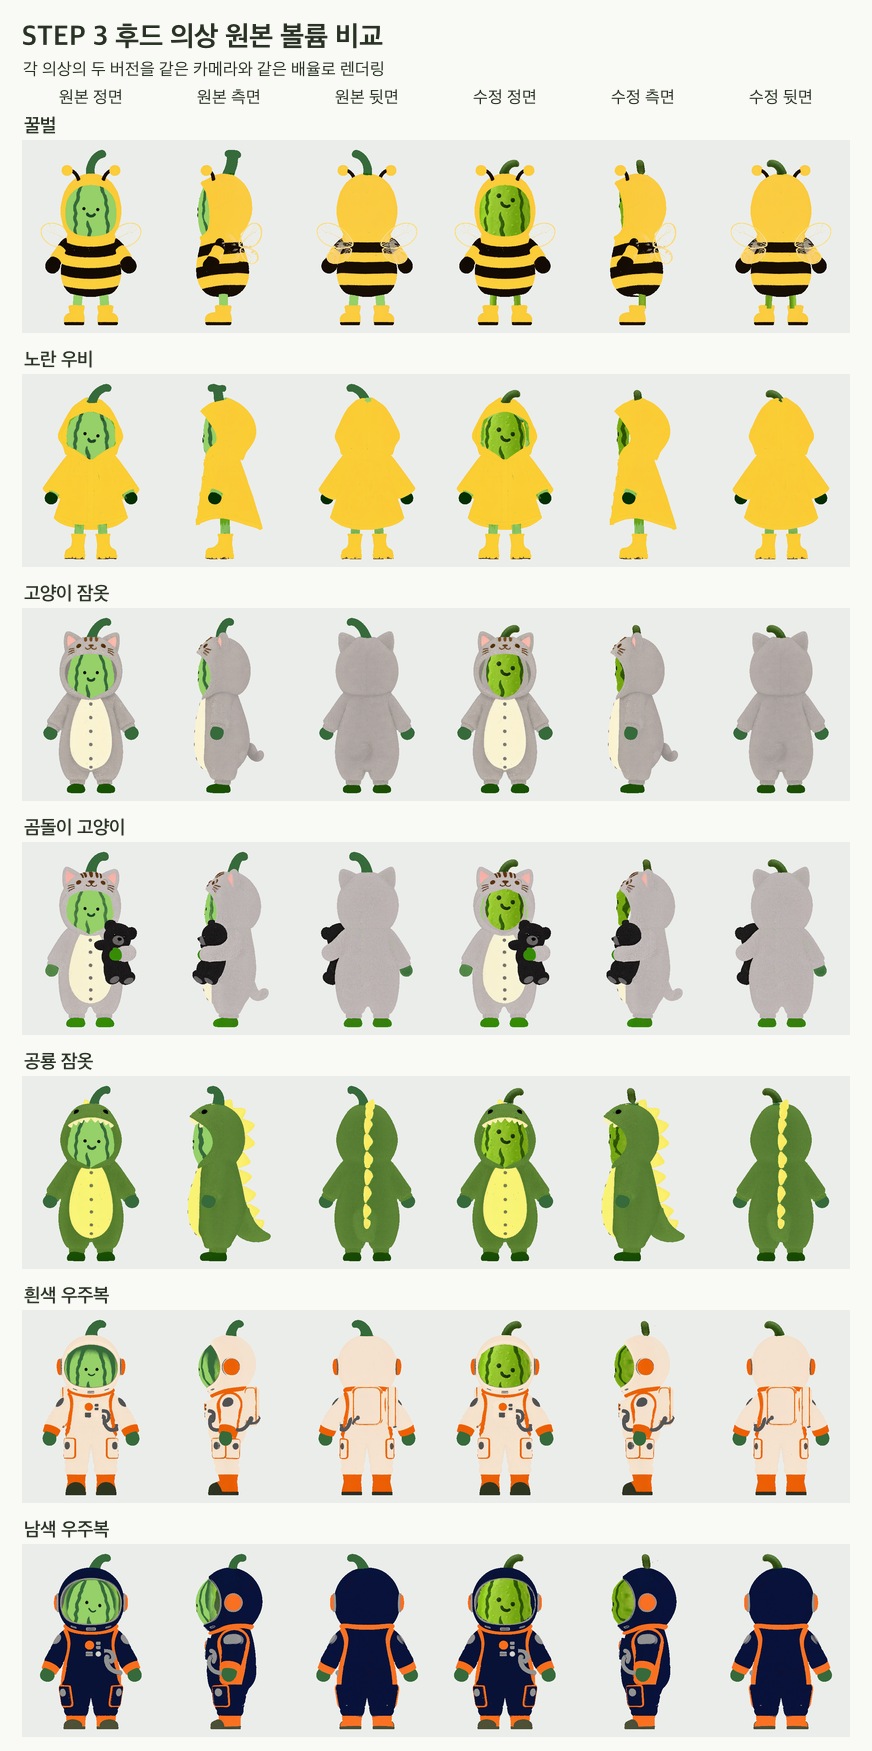 STEP 3 후드 의상 원본 볼륨 비교
각 의상의 두 버전을 같은 카메라와 같은 배율로 렌더링
원본 정면 원본 측면 원본 뒷면 수정 정면 수정 측면 수정 뒷면
꿀벌
노란 우비
고양이 잠옷
곰돌이 고양이
공룡 잠옷
흰색 우주복
남색 우주복